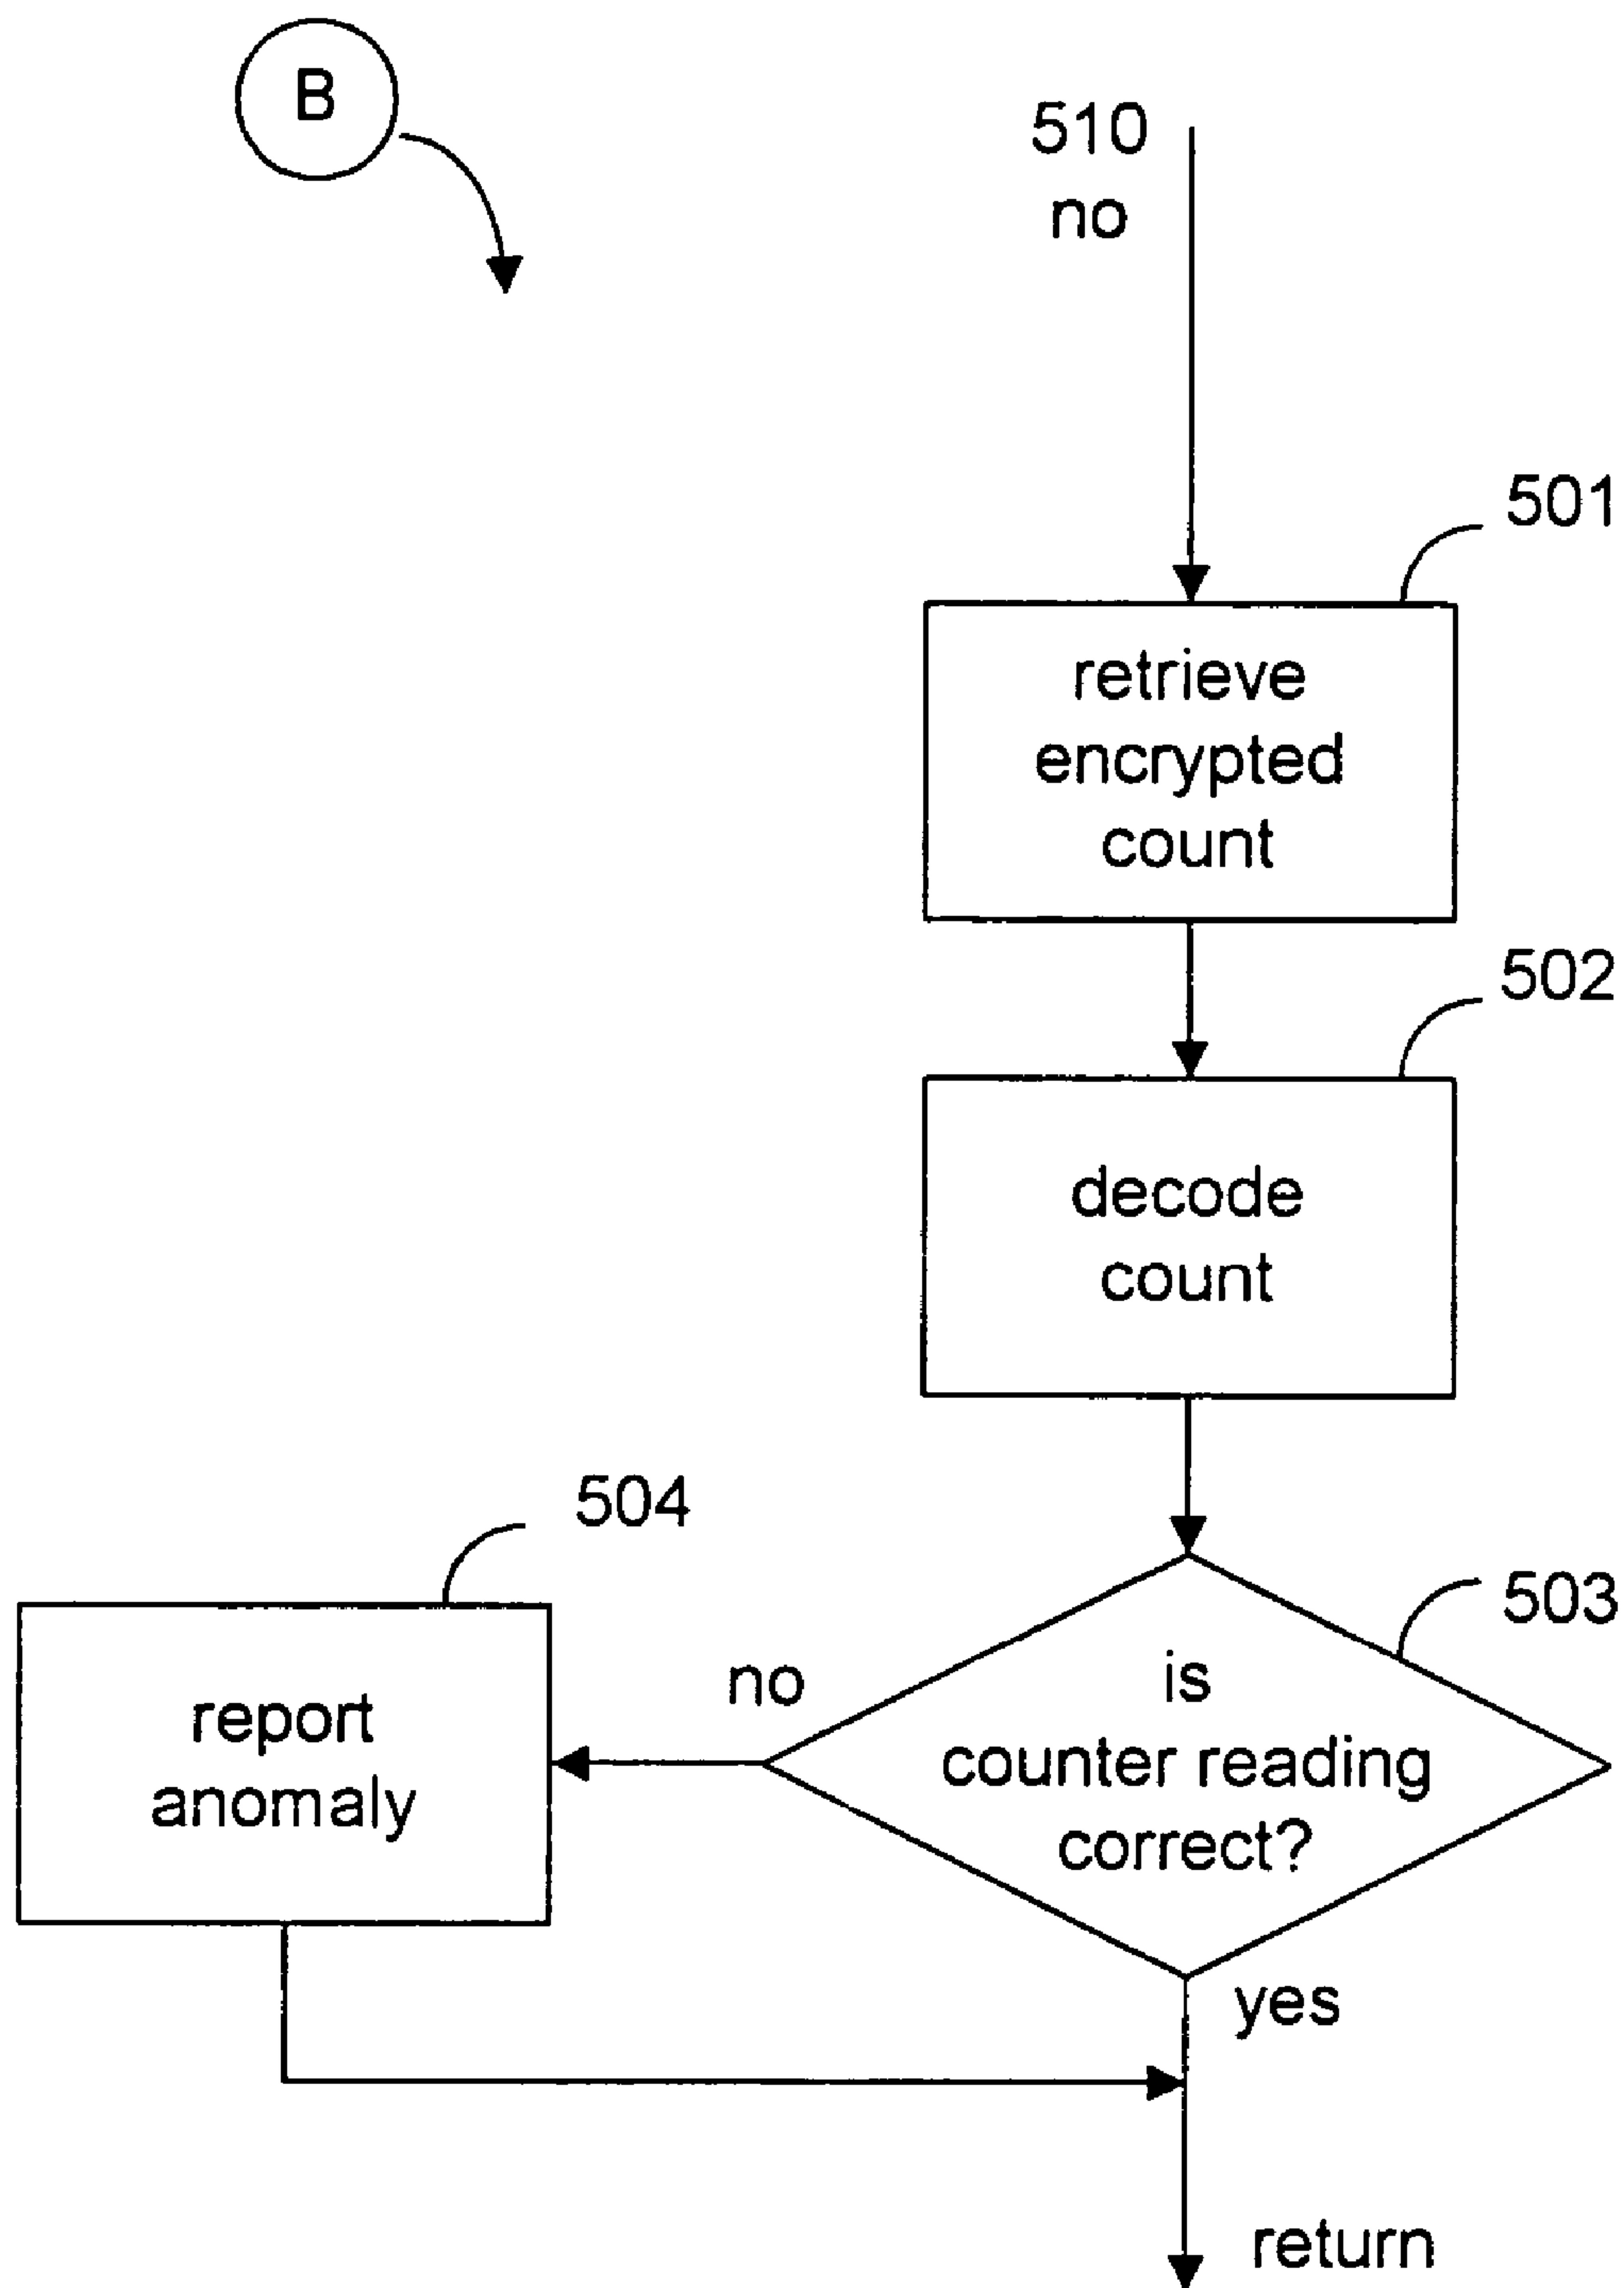 B
510
no
501
retrieve
encrypted
count
502
decode
count
504
503
no
is
counter reading
correct?
report
anomaly
yes
return